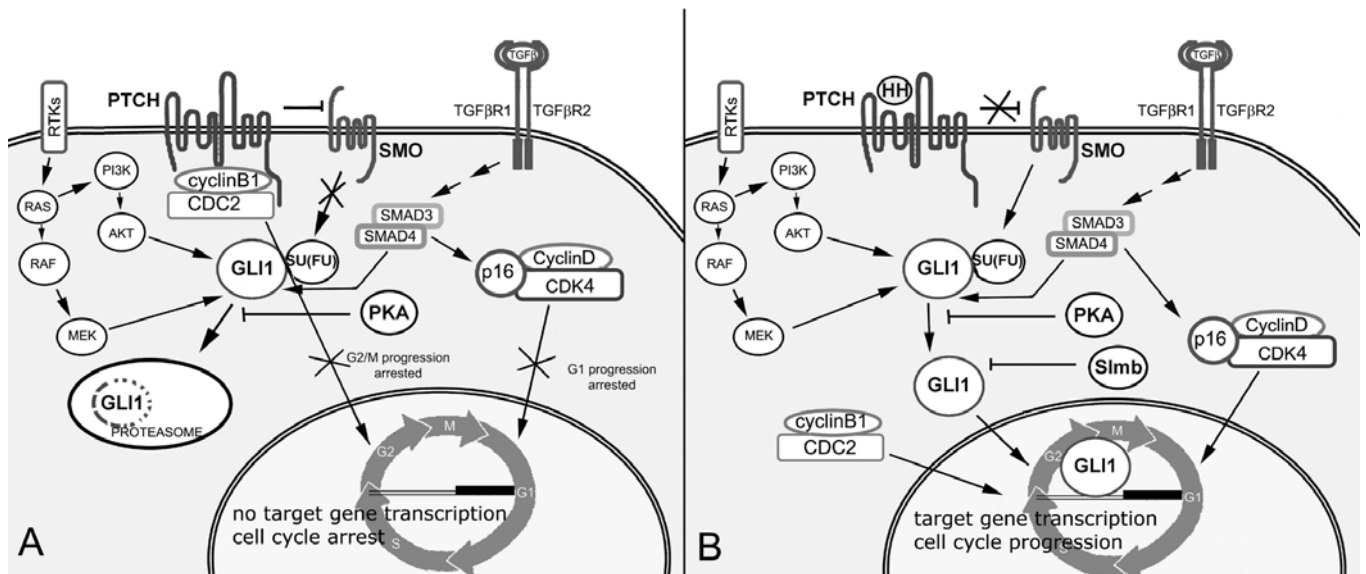 TGFβ
PTCH
TGFβR1
TGFβR2
RTKs
SMO
cyclinB1
CDC2
PI3K
RAS
AKT
SMAD3
SMAD4
RAF
GLI1
SU(FU)
p16
CyclinD
CDK4
PKA
MEK
G2/M progression
arrested
G1 progression
arrested
GLI1
PROTEASOME
M
G2
G1
S
no target gene transcription
cell cycle arrest
A
TGFβ
PTCH
HH
TGFβR1
TGFβR2
RTKs
SMO
PI3K
RAS
AKT
SMAD3
SMAD4
RAF
GLI1
SU(FU)
PKA
MEK
p16
CyclinD
CDK4
Slmb
GLI1
cyclinB1
CDC2
M
G2
GLI1
G1
S
target gene transcription
cell cycle progression
B